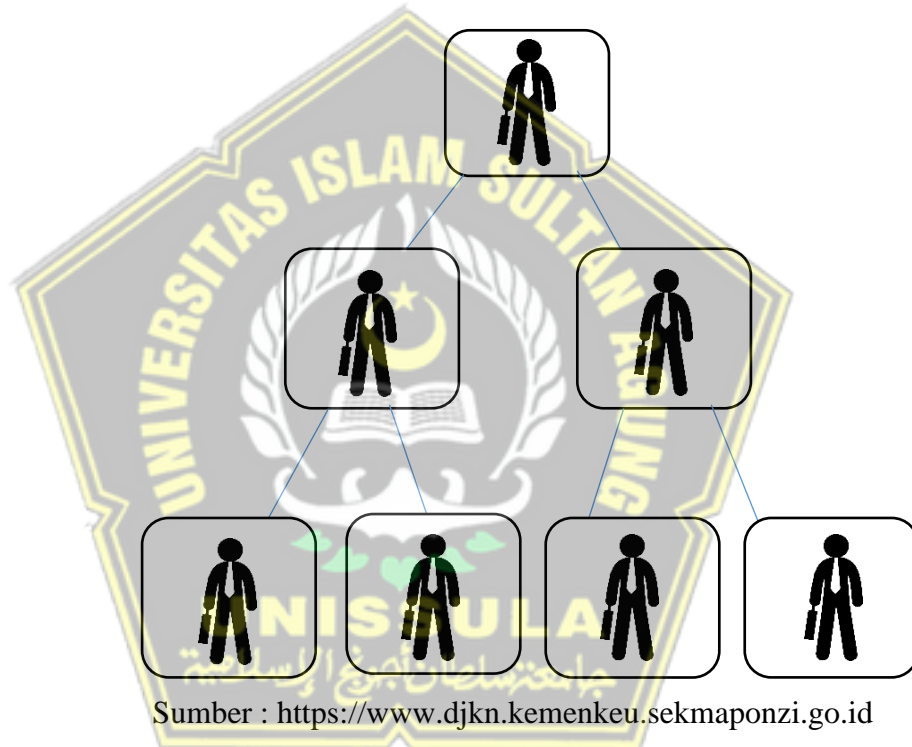 UNIVERSITAS ISLAM SULTAN AGUNG
UNISSULA
جامعة سلطان أجونج الإسلامية
Sumber : https://www.djkn.kemenkeu.sekmaponzi.go.id